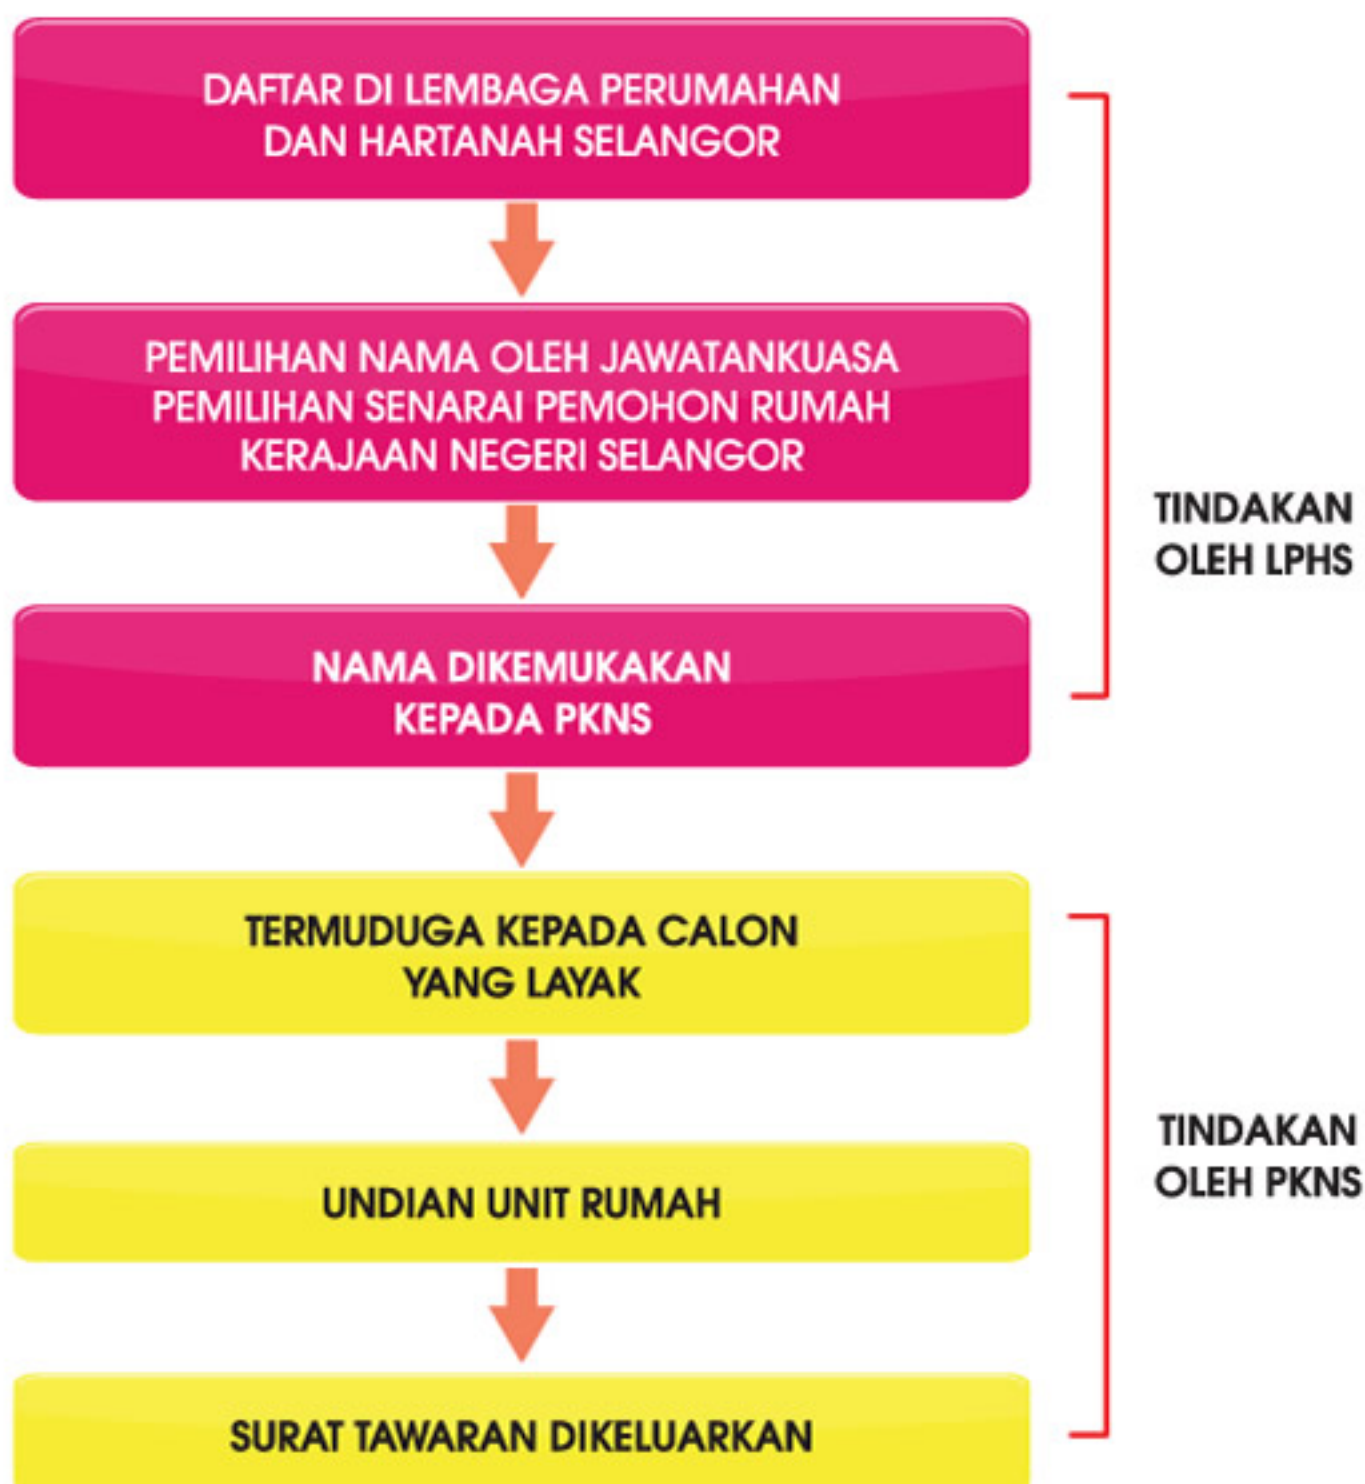 DAFTAR DI LEMBAGA PERUMAHAN
DAN HARTANAH SELANGOR
PEMILIHAN NAMA OLEH JAWATANKUASA
PEMILIHAN SENARAI PEMOHON RUMAH
KERAJAAN NEGERI SELANGOR
NAMA DIKEMUKAKAN
KEPADA PKNS
TINDAKAN
OLEH LPHS
TERMUDUGA KEPADA CALON
YANG LAYAK
UNDIAN UNIT RUMAH
SURAT TAWARAN DIKELUARKAN
TINDAKAN
OLEH PKNS